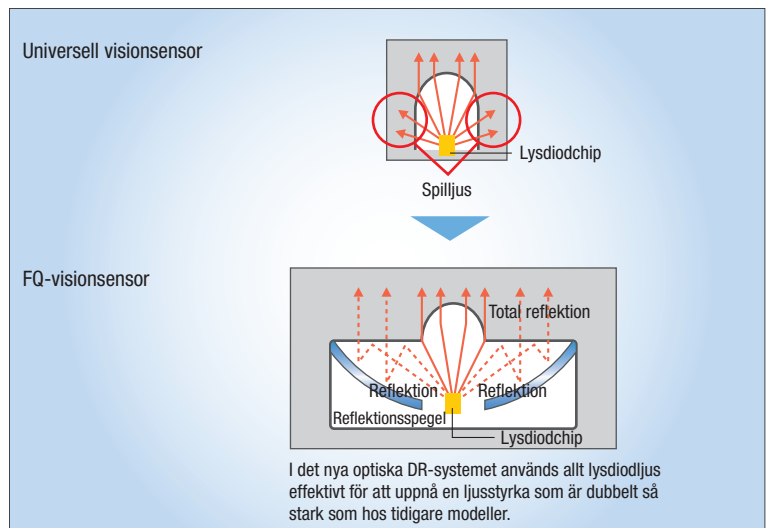 Universell visionsensor
Lysdiodchip
Spilljus
FQ-visionsensor
Total reflektion
Reflektion
Reflektion
Reflektionsspegel
Lysdiodchip
I det nya optiska DR-systemet används allt lysdiodljus
effektivt för att uppnå en ljusstyrka som är dubbelt så
stark som hos tidigare modeller.